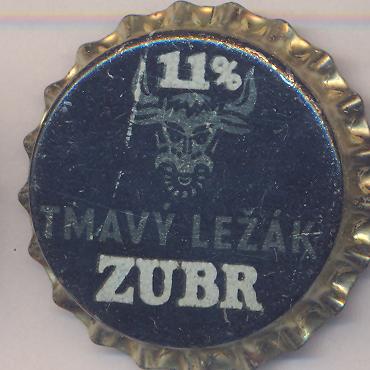 11%
TMAVÝ LEŽÁK
ZUBR